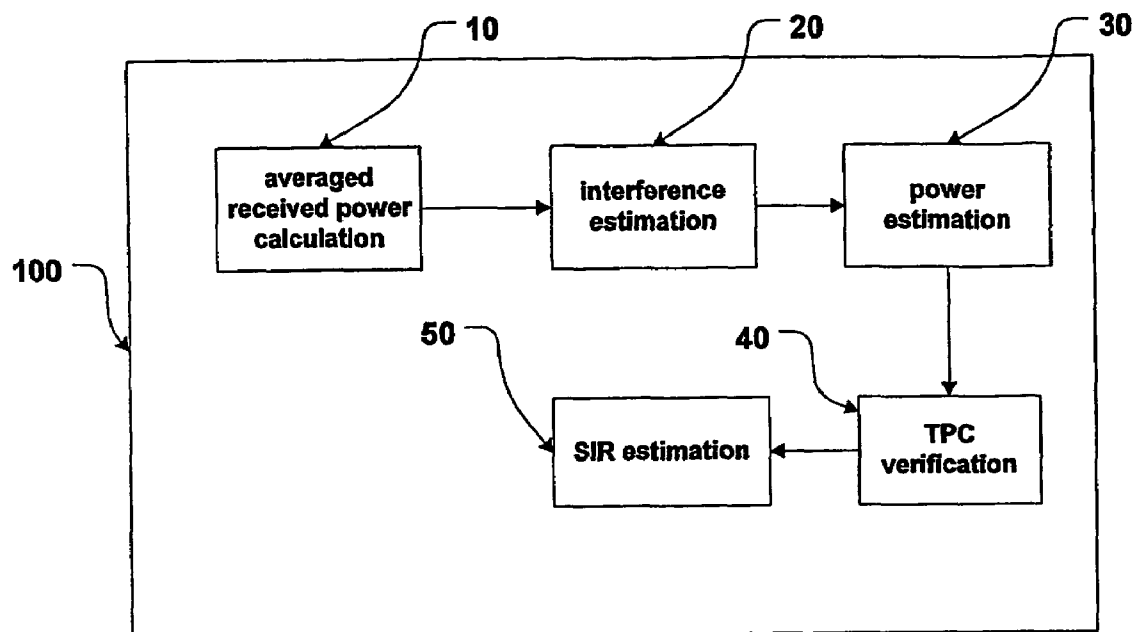 10
20
30
averaged
received power
calculation
interference
estimation
power
estimation
100
50
40
SIR estimation
TPC
verification